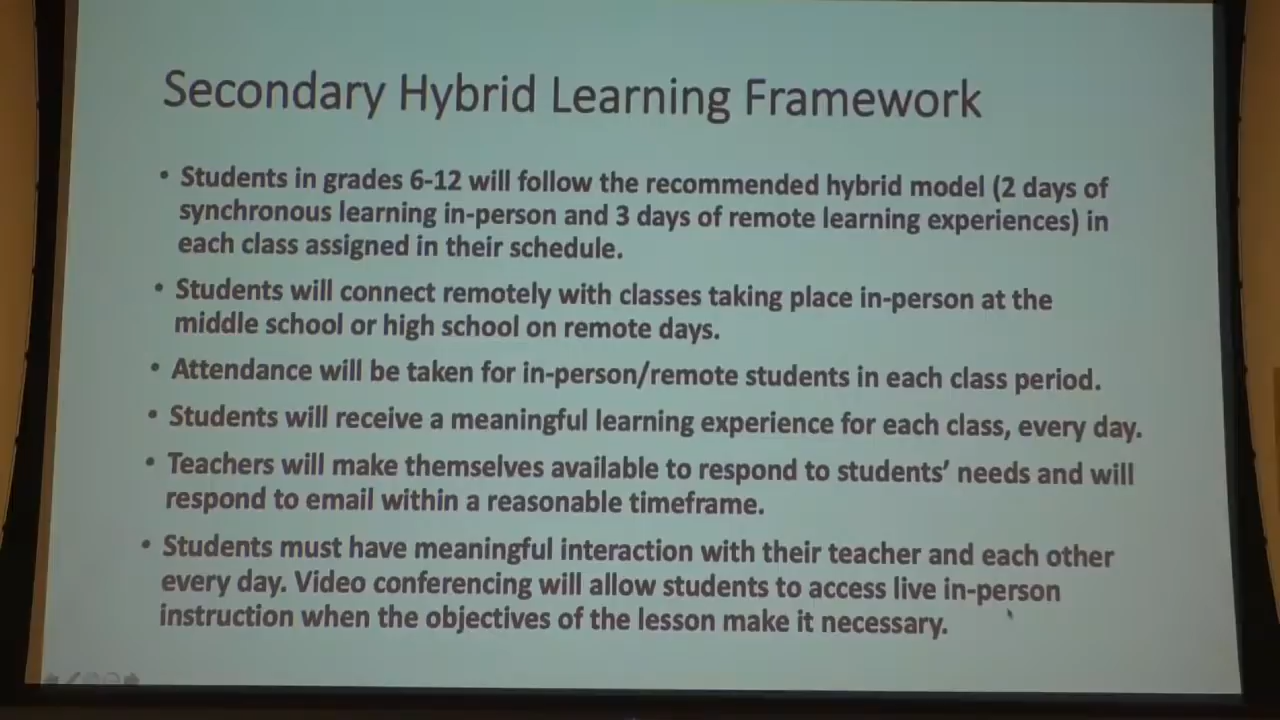 Secondary Hybrid Learning Framework
• Students in grades 6-12 will follow the recommended hybrid model (2 days of
synchronous learning in-person and 3 days of remote learning experiences) in
each class assigned in their schedule.
• Students will connect remotely with classes taking place in-person at the
middle school or high school on remote days.
• Attendance will be taken for in-person/remote students in each class period.
• Students will receive a meaningful learning experience for each class, every day.
• Teachers will make themselves available to respond to students’ needs and will
respond to email within a reasonable timeframe.
• Students must have meaningful interaction with their teacher and each other
every day. Video conferencing will allow students to access live in-person
instruction when the objectives of the lesson make it necessary.